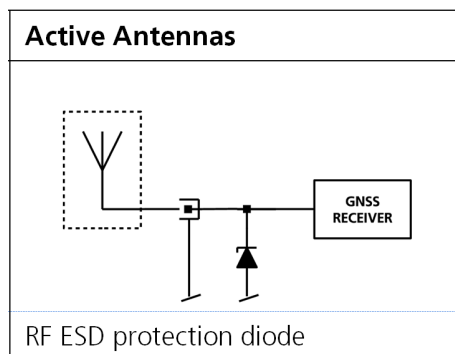 Active Antennas
GNSS
RECEIVER
RF ESD protection diode